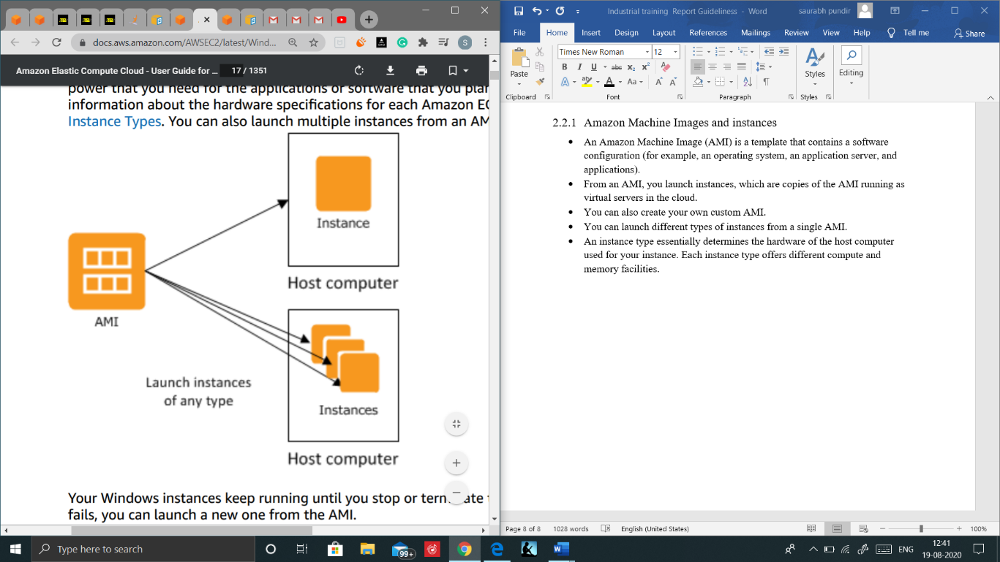 docs.aws.amazon.com/AWSEC2/latest/Wind...
S
Amazon Elastic Compute Cloud - User Guide for ...
17 / 1351
power that you need for the applications or software that you plan
information about the hardware specifications for each Amazon EC
Instance Types. You can also launch multiple instances from an AM
Instance
Host computer
AMI
Launch instances
of any type
Instances
Host computer
Your Windows instances keep running until you stop or
fails, you can launch a new one from the AMI.
Industrial training Report Guideliness - Word
saurabh pundir
File Home Insert Design Layout References Mailings Review View Help Tell me Share
Paste
Clipboard
Times New Roman
12
B I U abc x₂ x²
A aby A Aa A A
Font
Paragraph
Styles
Styles
Editing
2.2.1 Amazon Machine Images and instances
• An Amazon Machine Image (AMI) is a template that contains a software
configuration (for example, an operating system, an application server, and
applications).
• From an AMI, you launch instances, which are copies of the AMI running as
virtual servers in the cloud.
• You can also create your own custom AMI.
• You can launch different types of instances from a single AMI.
• An instance type essentially determines the hardware of the host computer
used for your instance. Each instance type offers different compute and
memory facilities.
Page 8 of 8 1028 words English (United States) 100%
Type here to search
99+
ENG
12:41
19-08-2020